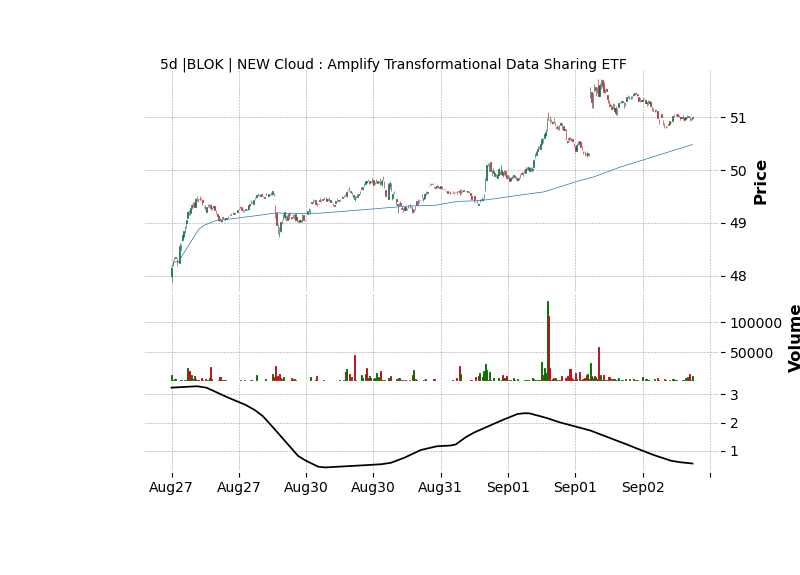 5d |BLOK | NEW Cloud : Amplify Transformational Data Sharing ETF
51
50
49
48
Price
100000
50000
Volume
3
2
1
Aug27 Aug27 Aug30 Aug30 Aug31 Sep01 Sep01 Sep02